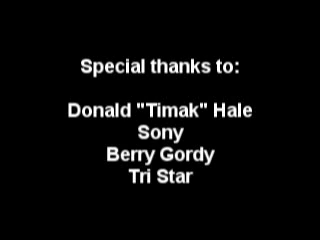 Special thanks to:
Donald "Timak" Hale
Sony
Berry Gordy
Tri Star